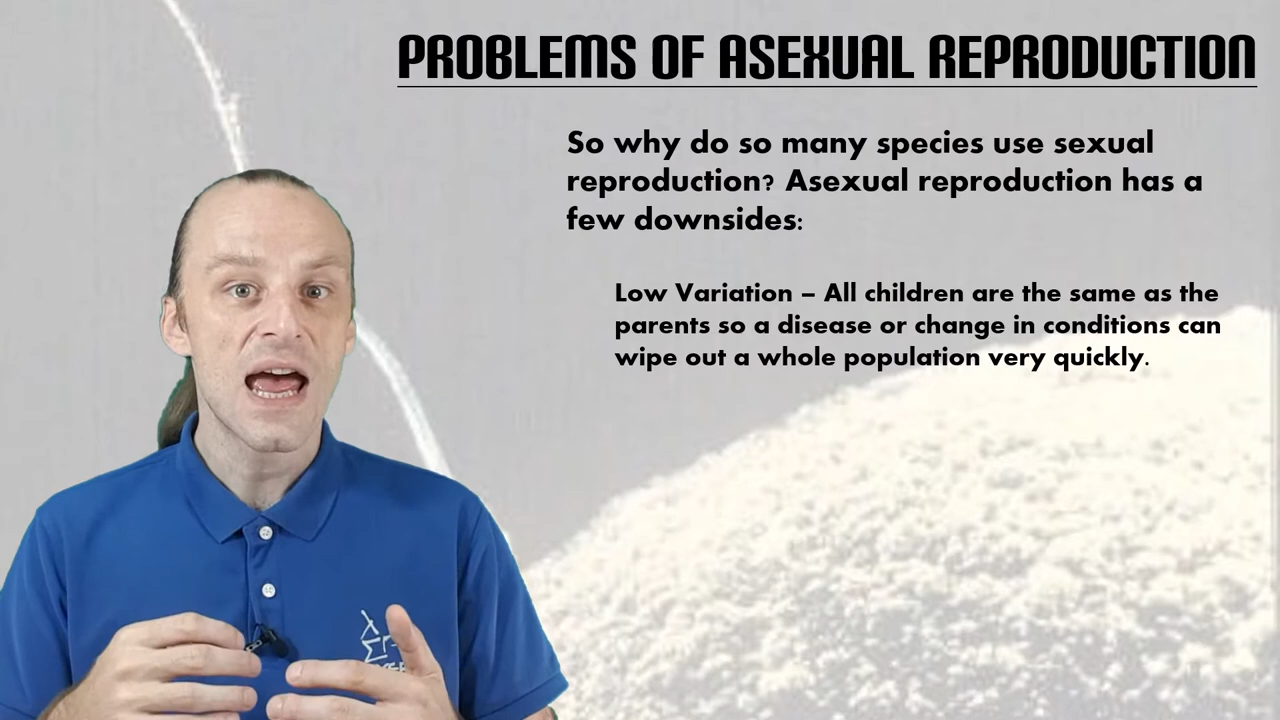 PROBLEMS OF ASEXUAL REPRODUCTION
So why do so many species use sexual
reproduction? Asexual reproduction has a
few downsides:
Low Variation – All children are the same as the
parents so a disease or change in conditions can
wipe out a whole population very quickly.